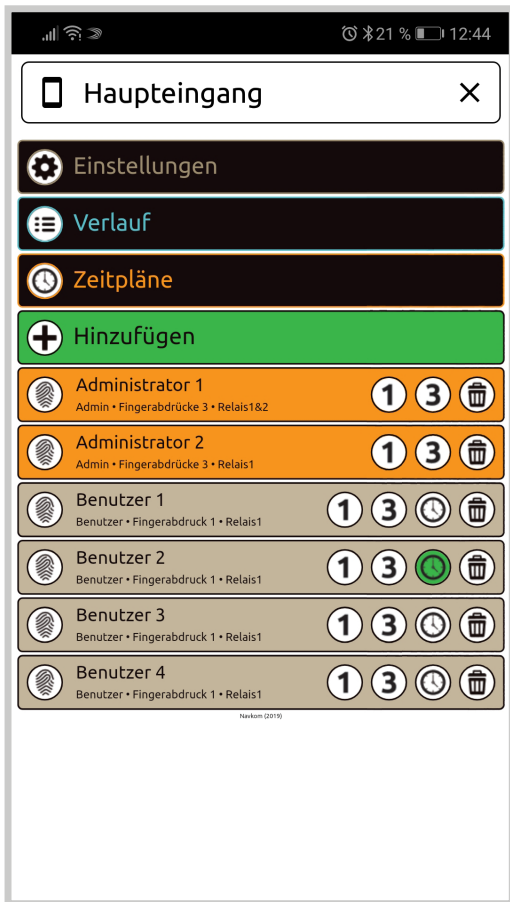 21 % 12:44
Haupteingang
Einstellungen
Verlauf
Zeitpläne
Hinzufügen
Administrator 1
Admin • Fingerabdrücke 3 • Relais1&2
1 3
Administrator 2
Admin • Fingerabdrücke 3 • Relais1
1 3
Benutzer 1
Benutzer • Fingerabdruck 1 • Relais1
1 3
Benutzer 2
Benutzer • Fingerabdruck 1 • Relais1
1 3
Benutzer 3
Benutzer • Fingerabdruck 1 • Relais1
1 3
Benutzer 4
Benutzer • Fingerabdruck 1 • Relais1
1 3
Navkom (2019)